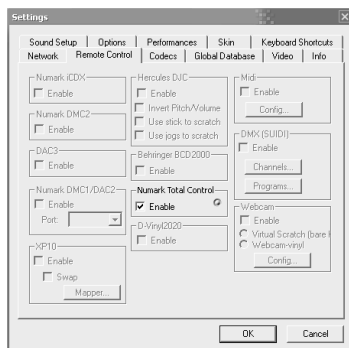 Settings
Sound Setup
Options
Performances
Skin
Keyboard Shortcuts
Network
Remote Control
Codecs
Global Database
Video
Info
Numark iCDX
Enable
Numark DMC2
Enable
DAC3
Enable
Numark DMC1/DAC2
Enable
Port:
XP10
Enable
Swap
Mapper...
Hercules DJC
Enable
Invert Pitch/Volume
Use stick to scratch
Use jogs to scratch
Behringer BCD2000
Enable
Numark Total Control
Enable
D-Vinyl2020
Enable
Midi
Enable
Config...
DMX (SUIDI)
Enable
Channels...
Programs...
Webcam
Enable
Virtual Scratch (bare
Webcam-vinyl
Config...
OK
Cancel